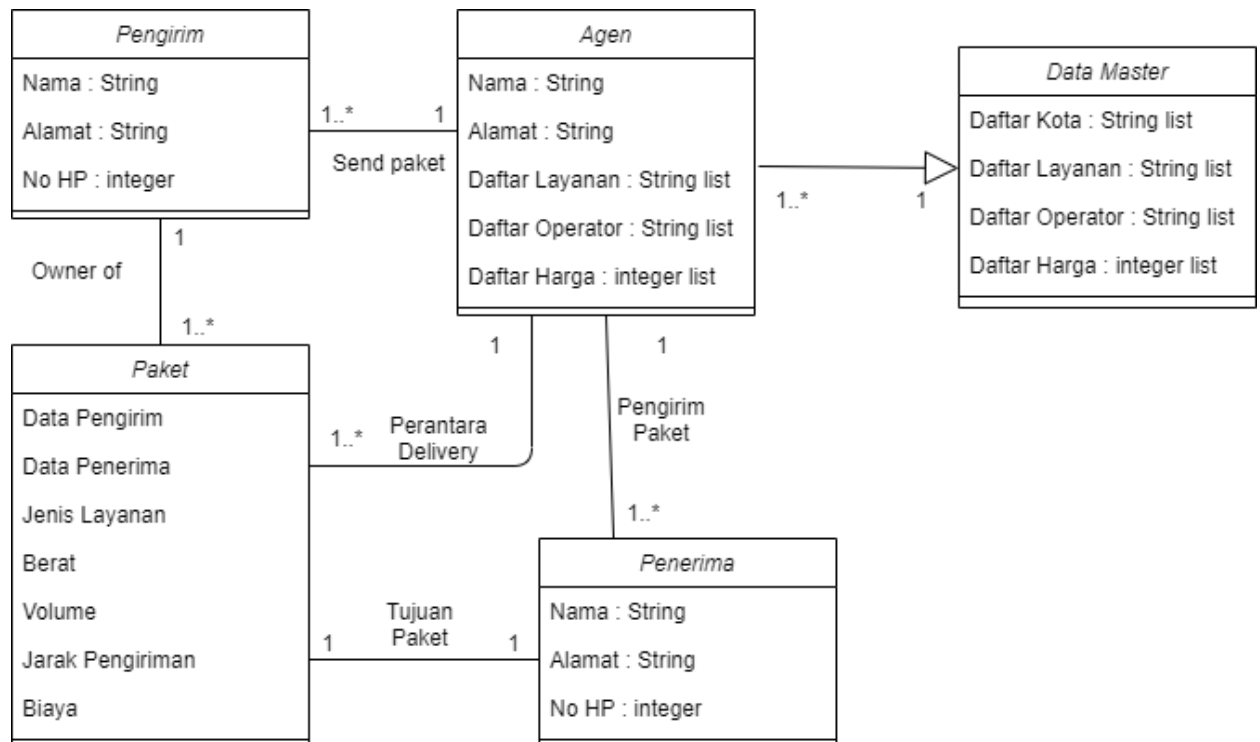 Pengirim
Nama : String
Alamat : String
No HP : integer
1..*
1
Send paket
Agen
Nama : String
Alamat : String
Daftar Layanan : String list
Daftar Operator : String list
Daftar Harga : integer list
1..*
1
Data Master
Daftar Kota : String list
Daftar Layanan : String list
Daftar Operator : String list
Daftar Harga : integer list
1
Owner of
1..*
Paket
Data Pengirim
Data Penerima
Jenis Layanan
Berat
Volume
Jarak Pengiriman
Biaya
1
1..*
Perantara
Delivery
1
Pengirim
Paket
1..*
Tujuan
Paket
1
1
Penerima
Nama : String
Alamat : String
No HP : integer